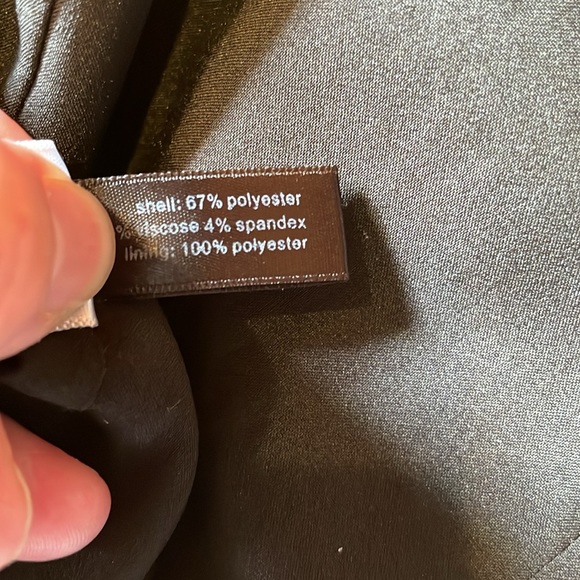 shell: 67% polyester
% viscose 4% spandex
lining: 100% polyester